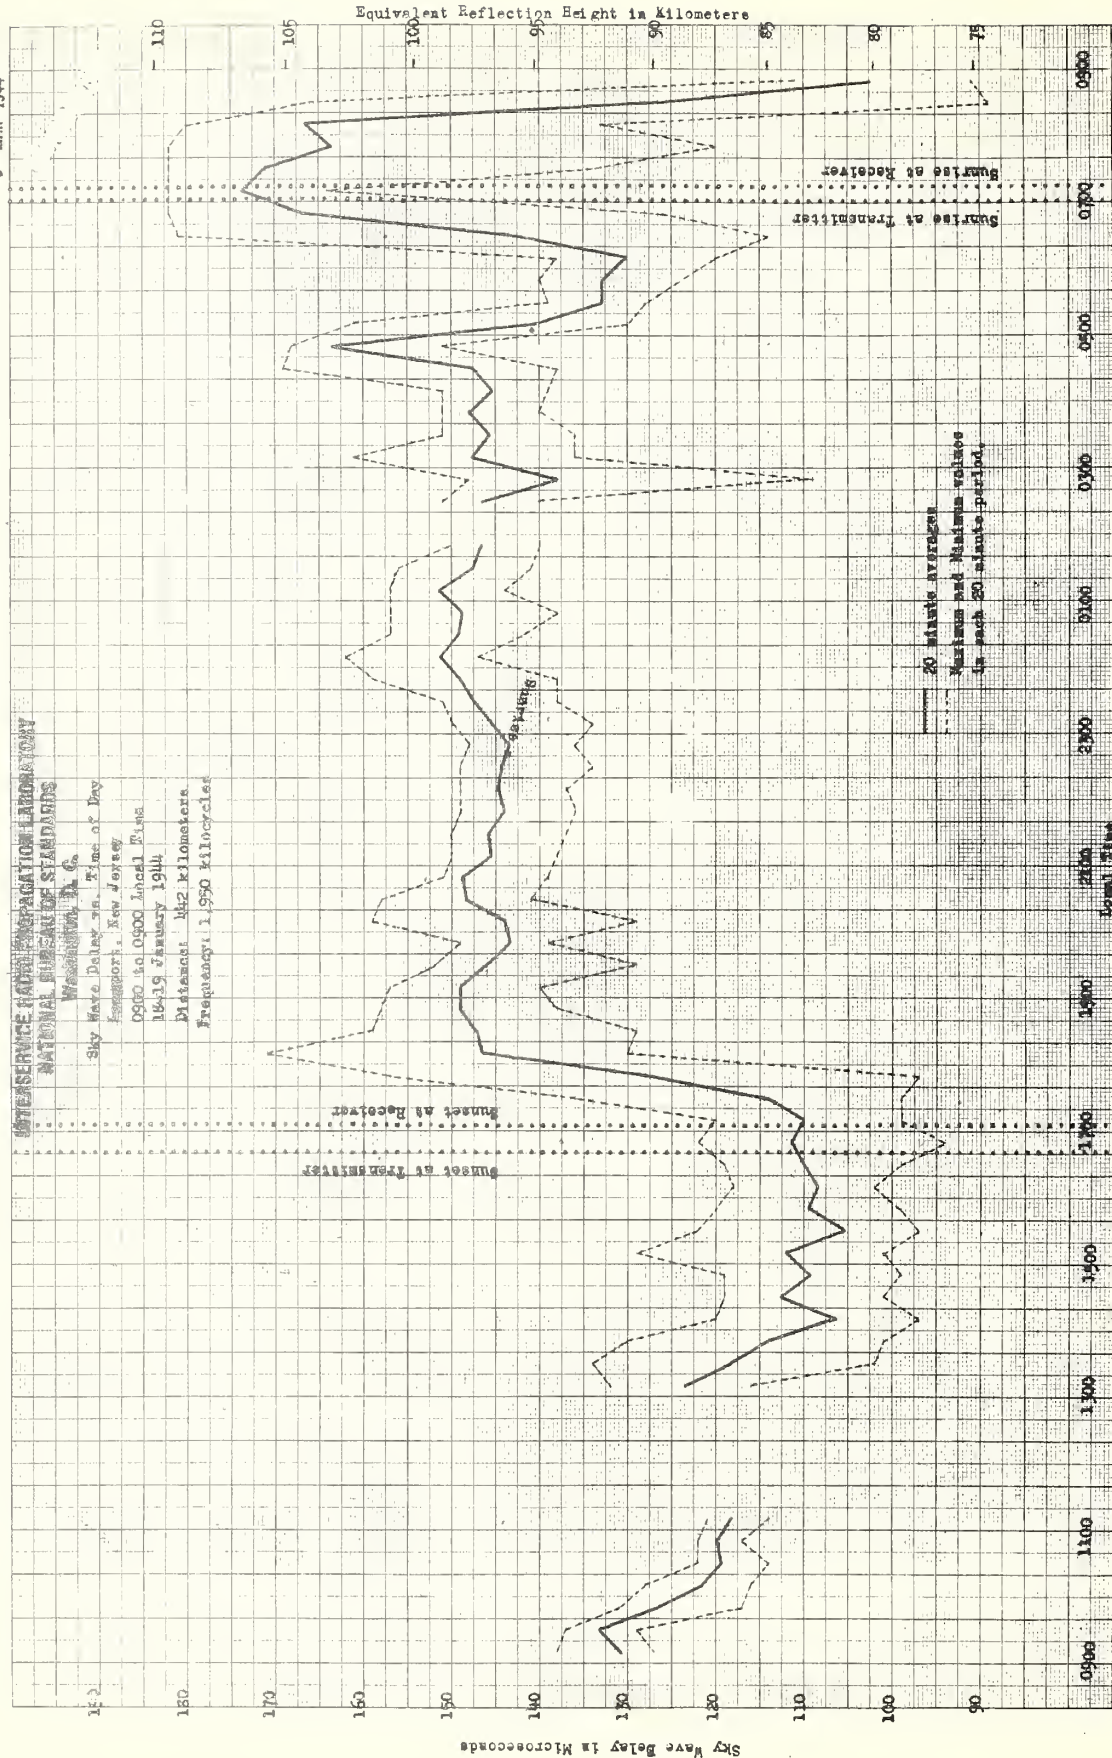 1944
INTERSERVICE RADIO PROPAGATION LABORATORY
NATIONAL BUREAU OF STANDARDS
Washington, D. C.
Sky Wave Delay vs. Time of Day
New Jersey
0900 to 0900 Local Time
18-19 January 1944
Distance: 442 kilometers
Frequency: 1,950 kilocycles
Equivalent Reflection Height in Kilometers
110
105
100
95
90
85
80
75
Sky Wave Delay in Microseconds
180
170
160
150
140
130
120
110
100
90
Sunset at Transmitter
Sunset at Receiver
Sunrise at Transmitter
Sunrise at Receiver
Averages
20 minute averages
Maximum and Minimum values
in each 20 minute period.
0900
1100
1300
1500
1700
1900
2100
2300
0100
0300
0500
0700
0900
Local Time